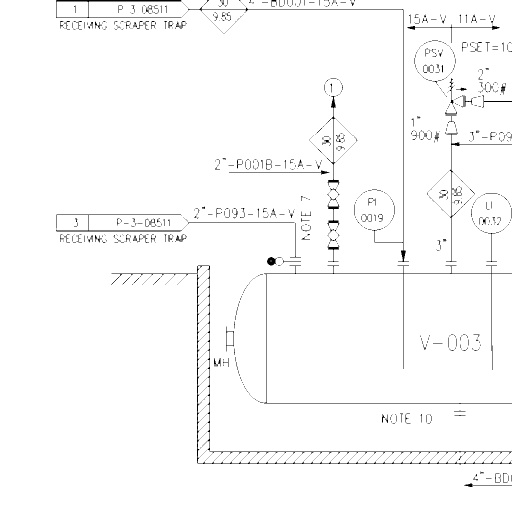 1 P-3-08511
RECEIVING SCRAPER TRAP
30
9.85
4"-BD001-15A-V
15A-V 11A-V
PSV
0031
PSET=10
2"
300#
1
1"
900#
30
9.85
3"-P09
2"-P001B-15A-V
30
9.85
PI
0019
LI
0032
3 P-3-08511
RECEIVING SCRAPER TRAP
2"-P093-15A-V
NOTE 7
3"
V-003
MH
NOTE 10
4"-BD